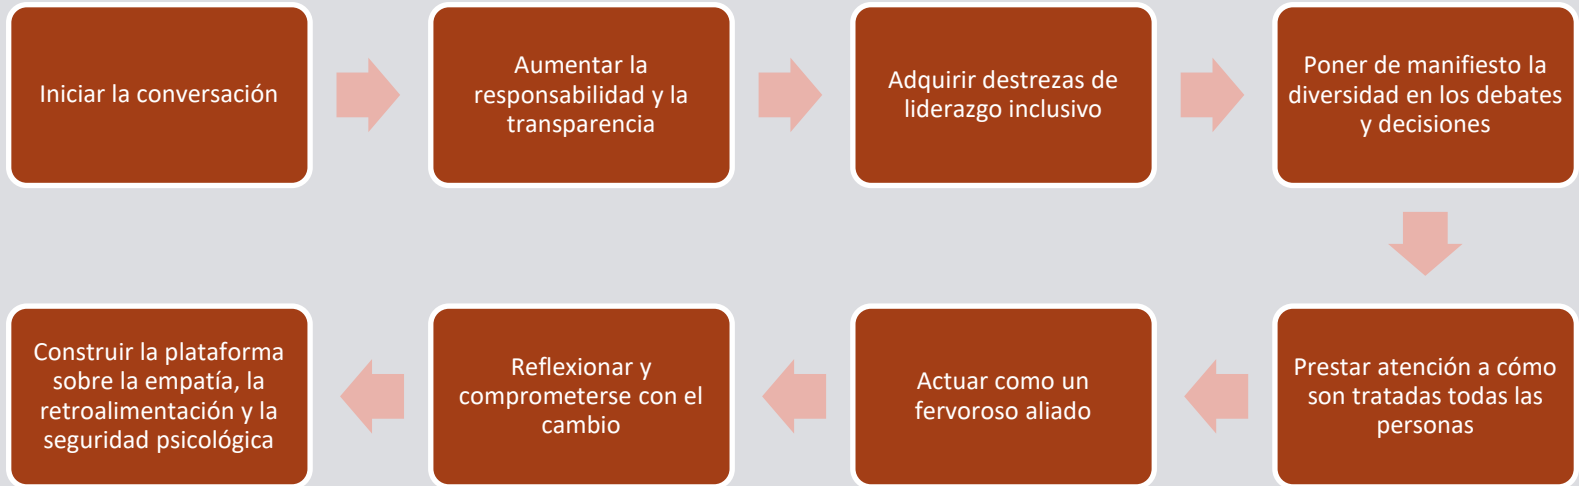 Iniciar la conversación
Aumentar la
responsabilidad y la
transparencia
Adquirir destrezas de
liderazgo inclusivo
Poner de manifiesto la
diversidad en los debates
y decisiones
Prestar atención a cómo
son tratadas todas las
personas
Actuar como un
fervoroso aliado
Reflexionar y
comprometerse con el
cambio
Construir la plataforma
sobre la empatía, la
retroalimentación y la
seguridad psicológica